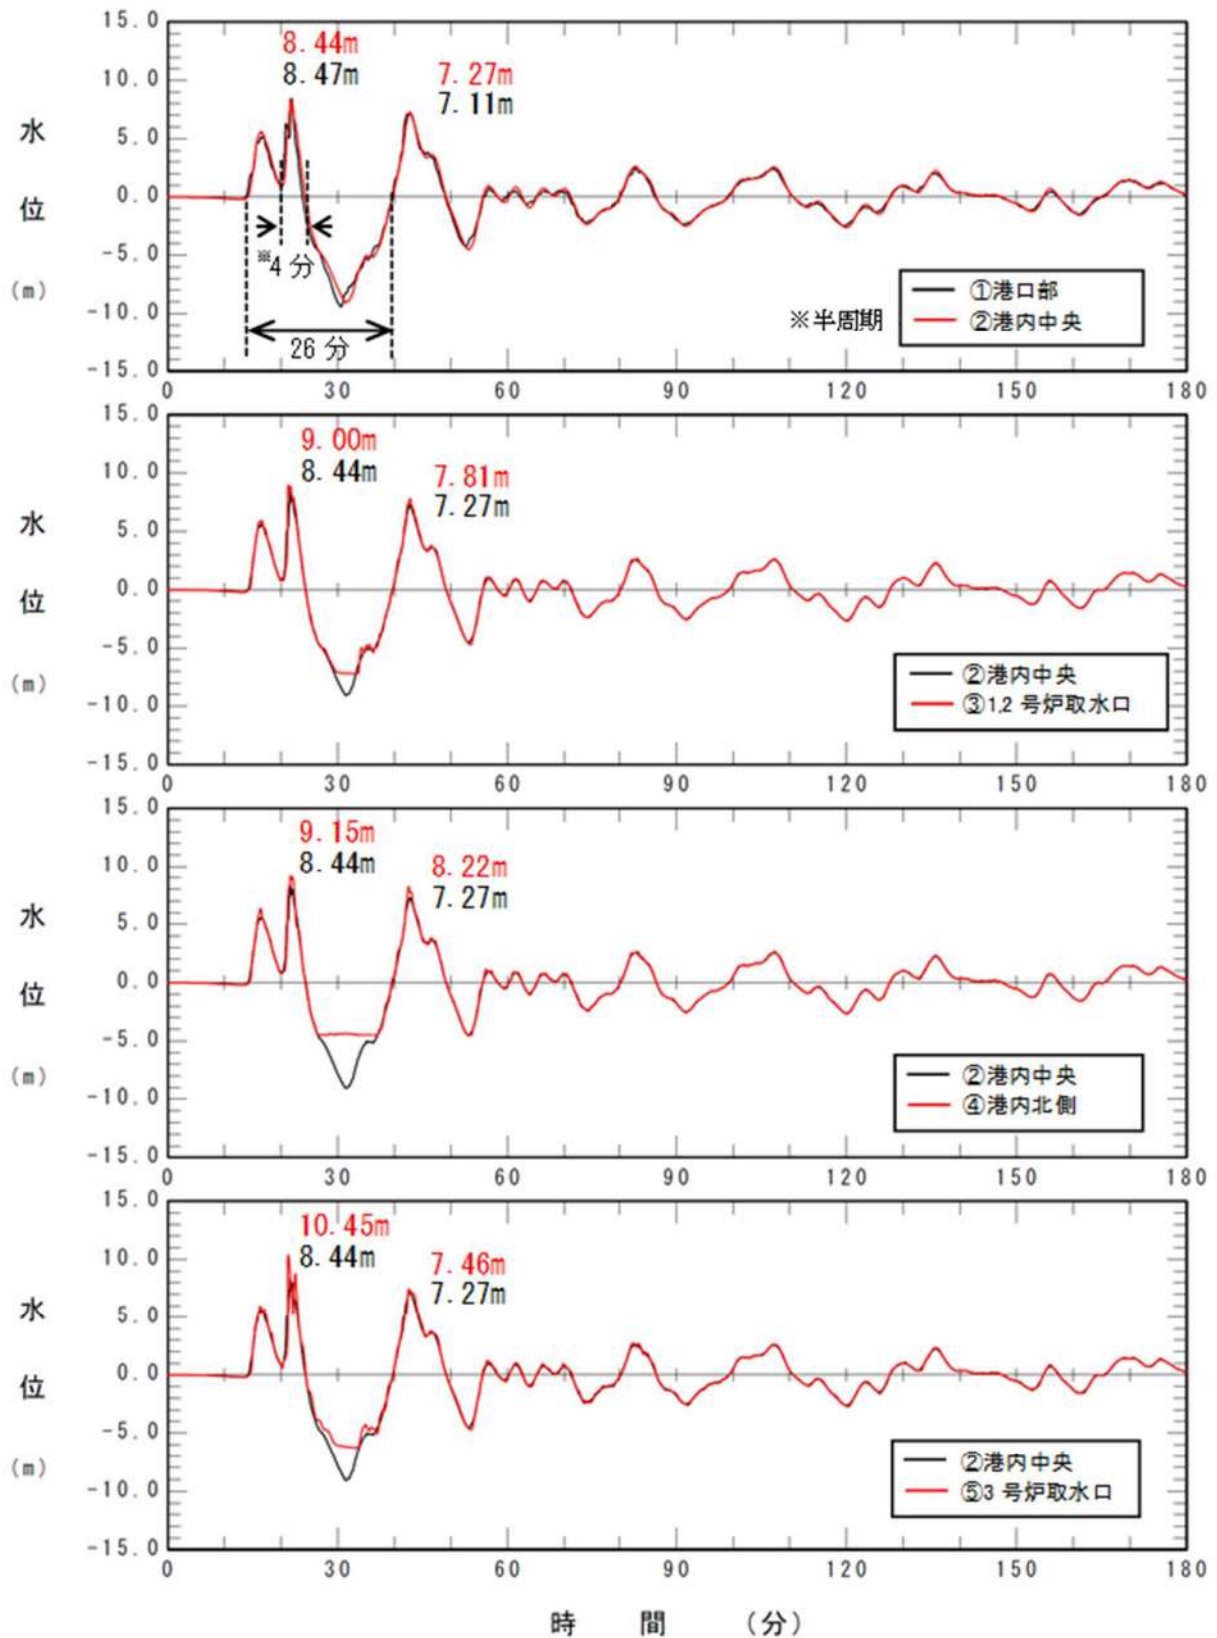 15.0
10.0
5.0
0.0
-5.0
-10.0
-15.0
水
位
(m)
8.44m
8.47m
7.27m
7.11m
※4分
26分
※半周期
①港口部
②港内中央
0 30 60 90 120 150 180
15.0
10.0
5.0
0.0
-5.0
-10.0
-15.0
水
位
(m)
9.00m
8.44m
7.81m
7.27m
②港内中央
③1,2号炉取水口
0 30 60 90 120 150 180
15.0
10.0
5.0
0.0
-5.0
-10.0
-15.0
水
位
(m)
9.15m
8.44m
8.22m
7.27m
②港内中央
④港内北側
0 30 60 90 120 150 180
15.0
10.0
5.0
0.0
-5.0
-10.0
-15.0
水
位
(m)
10.45m
8.44m
7.46m
7.27m
②港内中央
⑤3号炉取水口
0 30 60 90 120 150 180
時 間 (分)